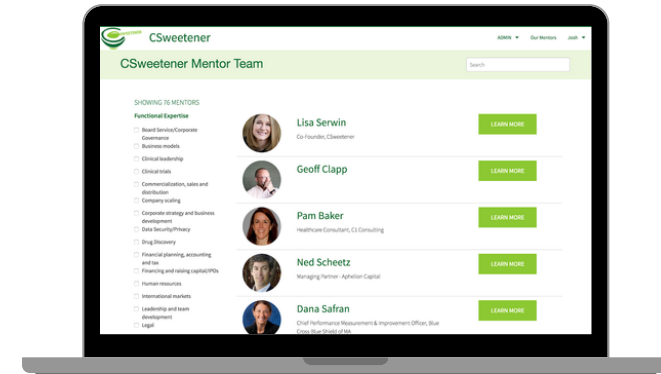 CSweetener
ADMIN
Our Mentors
Josh
CSweetener Mentor Team
Search
SHOWING 76 MENTORS
Functional Expertise
Board Service/Corporate
Governance
Business models
Clinical leadership
Clinical trials
Commercialization, sales and
distribution
Company scaling
Corporate strategy and business
development
Data Security/Privacy
Drug Discovery
Financial planning, accounting
and tax
Financing and raising capital/IPOs
Human resources
International markets
Leadership and team
development
Legal
Lisa Serwin
Co-Founder, CSweetener
LEARN MORE
Geoff Clapp
LEARN MORE
Pam Baker
Healthcare Consultant, C1 Consulting
LEARN MORE
Ned Scheetz
Managing Partner - Aphelion Capital
LEARN MORE
Dana Safran
Chief Performance Measurement & Improvement Officer, Blue
Cross Blue Shield of MA
LEARN MORE